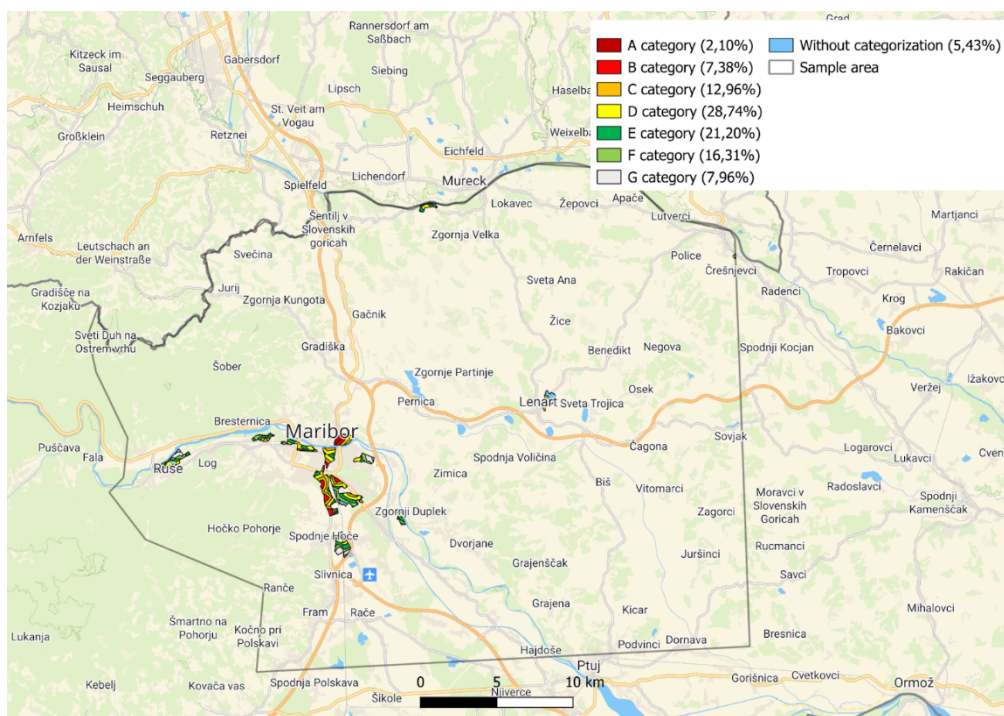 Rannersdorf am
Saßbach
Grad
Kitzeck im
Sausal
Gabersdorf
Seggauberg
Siebing
Lipsch
Haselba
Heimschuh
St. Veit am
Vogau
Weixelba
Großklein
Retznei
Eichfeld
Lichendorf
Mureck
Spielfeld
Lokavec
Žepovci
Apače
Lutverci
Martjanci
Arnfels
Šentilj v
Slovenskih
goricah
Leutschach an
der Weinstraße
Zgornja Velka
Svečina
Police
Črešnjevci
Černelavci
Tropovci
Rakičan
Gradišče na
Kozjaku
Jurij
Zgornja Kungota
Sveta Ana
Radenci
Krog
Gačnik
Žice
Bakovci
Sveti Duh na
Ostremvrhu
Gradiška
Benedikt
Negova
Spodnji Kocjan
Šober
Zgornje Partinje
Osek
Veržej
Ižakovci
Pernica
Lenart
Sveta Trojica
Bresternica
Maribor
Čagona
Sovjak
Puščava
Fala
Ruše
Log
Zimica
Spodnja Voličina
Logarovci
Lukavci
Cven
Biš
Vitomarci
Radoslavci
Moravci v
Slovenskih
Goricah
Spodnji
Kamenščak
Zgornji Duplek
Zagorci
Hočko Pohorje
Spodnje Hoče
Dvorjane
Juršinci
Rucmanci
Grajenščak
Slivnica
Savci
Ranče
Fram
Rače
Grajena
Kicar
Mihalovci
Lukanja
Šmartno na
Pohorju
Kočno pri
Polskavi
Podvinci
Dornava
Bresnica
Hajdoše
Ptuj
Kebelj
Kovača vas
Spodnja Polskava
Šikole
Gorišnica
Cvetkovci
Ormož
0
5
10 km
A category (2,10%)
B category (7,38%)
C category (12,96%)
D category (28,74%)
E category (21,20%)
F category (16,31%)
G category (7,96%)
Without categorization (5,43%)
Sample area